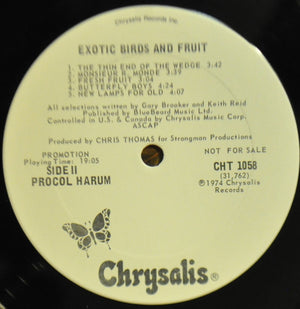 Chrysalis Records Inc.
EXOTIC BIRDS AND FRUIT
1. THE THIN END OF THE WEDGE 3:42
2. MONSIEUR R. MONDE 3:39
3. FRESH FRUIT 3:04
4. BUTTERFLY BOYS 4:24
5. NEW LAMPS FOR OLD 4:07
All selections written by Gary Brooker and Keith Reid
Published by BlueBeard Music Ltd.
Controlled in U.S. & Canada by Chrysalis Music Corp.
ASCAP
Produced by CHRIS THOMAS for Strongman Productions
PROMOTION NOT FOR SALE
Playing Time: 19:05
SIDE II CHT 1058
PROCOL HARUM (31,762)
℗1974 Chrysalis
Records
Chrysalis®